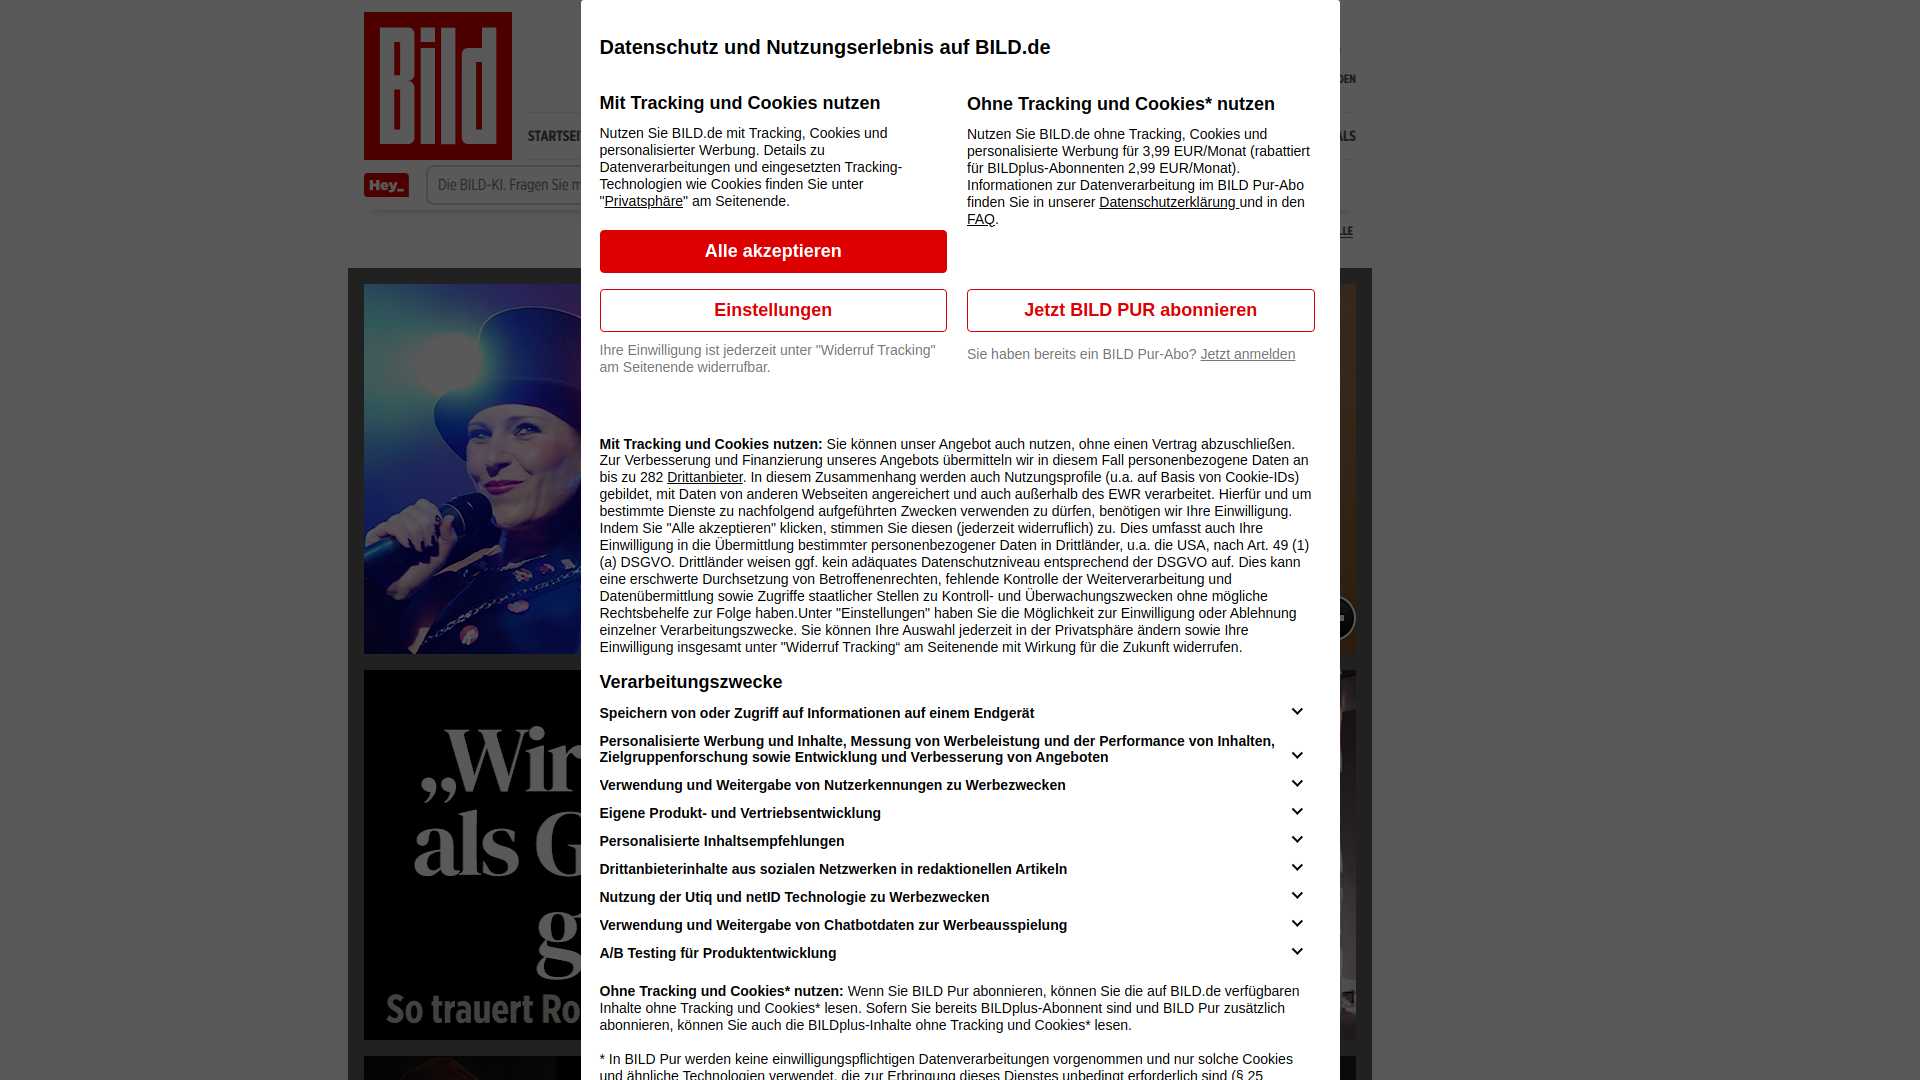 Bild
DEN
STARTSEI
ALS
Hey_
Die BILD-KI. Fragen Sie m
LLE
Datenschutz und Nutzungserlebnis auf BILD.de
Mit Tracking und Cookies nutzen
Nutzen Sie BILD.de mit Tracking, Cookies und
personalisierter Werbung. Details zu
Datenverarbeitungen und eingesetzten Tracking-
Technologien wie Cookies finden Sie unter
"Privatsphäre" am Seitenende.
Alle akzeptieren
Einstellungen
Ihre Einwilligung ist jederzeit unter "Widerruf Tracking"
am Seitenende widerrufbar.
Ohne Tracking und Cookies* nutzen
Nutzen Sie BILD.de ohne Tracking, Cookies und
personalisierte Werbung für 3,99 EUR/Monat (rabattiert
für BILDplus-Abonnenten 2,99 EUR/Monat).
Informationen zur Datenverarbeitung im BILD Pur-Abo
finden Sie in unserer Datenschutzerklärung und in den
FAQ.
Jetzt BILD PUR abonnieren
Sie haben bereits ein BILD Pur-Abo? Jetzt anmelden
Mit Tracking und Cookies nutzen: Sie können unser Angebot auch nutzen, ohne einen Vertrag abzuschließen.
Zur Verbesserung und Finanzierung unseres Angebots übermitteln wir in diesem Fall personenbezogene Daten an
bis zu 282 Drittanbieter. In diesem Zusammenhang werden auch Nutzungsprofile (u.a. auf Basis von Cookie-IDs)
gebildet, mit Daten von anderen Webseiten angereichert und auch außerhalb des EWR verarbeitet. Hierfür und um
bestimmte Dienste zu nachfolgend aufgeführten Zwecken verwenden zu dürfen, benötigen wir Ihre Einwilligung.
Indem Sie "Alle akzeptieren" klicken, stimmen Sie diesen (jederzeit widerruflich) zu. Dies umfasst auch Ihre
Einwilligung in die Übermittlung bestimmter personenbezogener Daten in Drittländer, u.a. die USA, nach Art. 49 (1)
(a) DSGVO. Drittländer weisen ggf. kein adäquates Datenschutzniveau entsprechend der DSGVO auf. Dies kann
eine erschwerte Durchsetzung von Betroffenenrechten, fehlende Kontrolle der Weiterverarbeitung und
Datenübermittlung sowie Zugriffe staatlicher Stellen zu Kontroll- und Überwachungszwecken ohne mögliche
Rechtsbehelfe zur Folge haben.Unter "Einstellungen" haben Sie die Möglichkeit zur Einwilligung oder Ablehnung
einzelner Verarbeitungszwecke. Sie können Ihre Auswahl jederzeit in der Privatsphäre ändern sowie Ihre
Einwilligung insgesamt unter "Widerruf Tracking“ am Seitenende mit Wirkung für die Zukunft widerrufen.
Verarbeitungszwecke
Speichern von oder Zugriff auf Informationen auf einem Endgerät
Personalisierte Werbung und Inhalte, Messung von Werbeleistung und der Performance von Inhalten,
Zielgruppenforschung sowie Entwicklung und Verbesserung von Angeboten
Verwendung und Weitergabe von Nutzerkennungen zu Werbezwecken
Eigene Produkt- und Vertriebsentwicklung
Personalisierte Inhaltsempfehlungen
Drittanbieterinhalte aus sozialen Netzwerken in redaktionellen Artikeln
Nutzung der Utiq und netID Technologie zu Werbezwecken
Verwendung und Weitergabe von Chatbotdaten zur Werbeausspielung
A/B Testing für Produktentwicklung
Ohne Tracking und Cookies* nutzen: Wenn Sie BILD Pur abonnieren, können Sie die auf BILD.de verfügbaren
Inhalte ohne Tracking und Cookies* lesen. Sofern Sie bereits BILDplus-Abonnent sind und BILD Pur zusätzlich
abonnieren, können Sie auch die BILDplus-Inhalte ohne Tracking und Cookies* lesen.
* In BILD Pur werden keine einwilligungspflichtigen Datenverarbeitungen vorgenommen und nur solche Cookies
und ähnliche Technologien verwendet, die zur Erbringung dieses Dienstes unbedingt erforderlich sind (§ 25
„Wir
als G
g
So trauert Ro